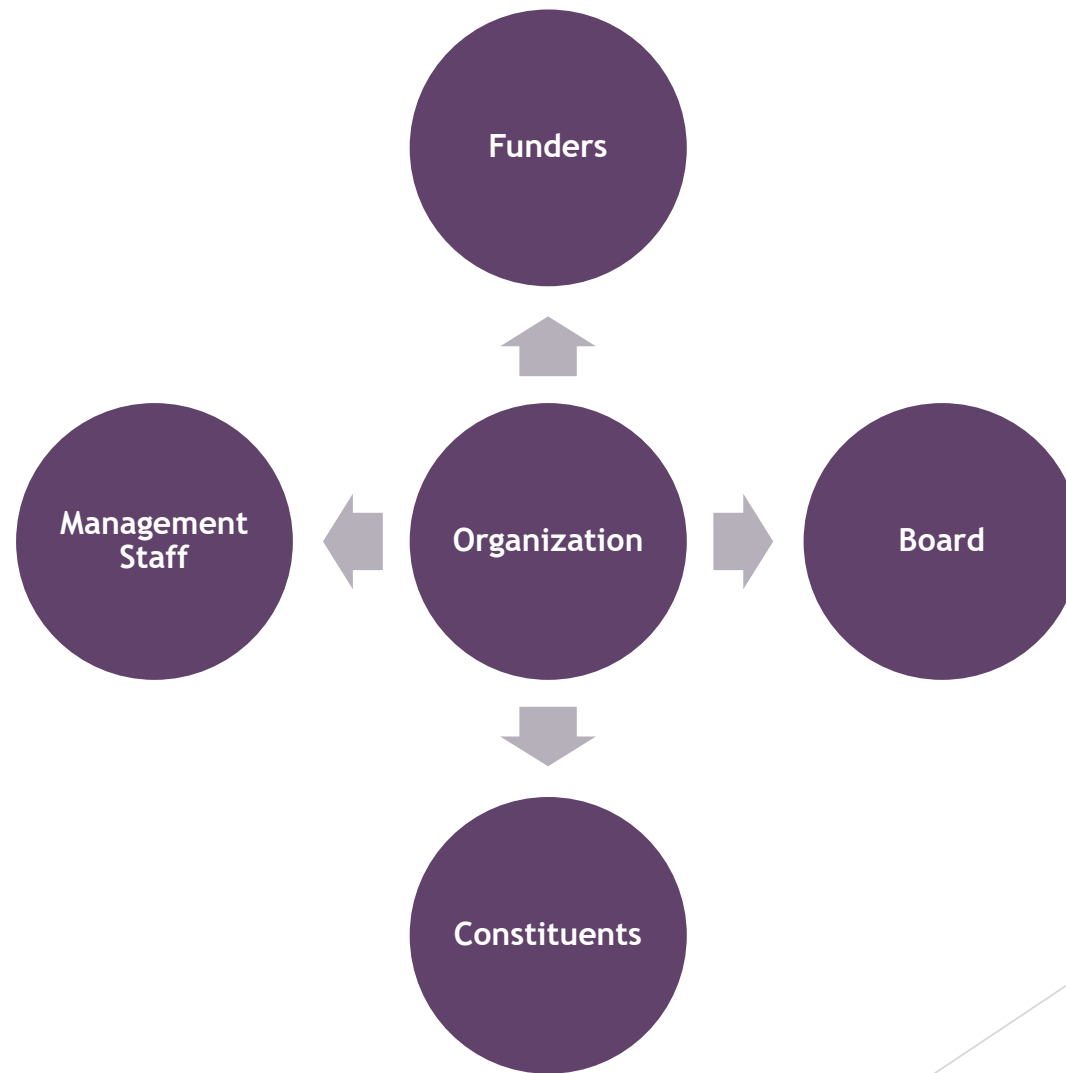 Funders
Management
Staff
Organization
Board
Constituents